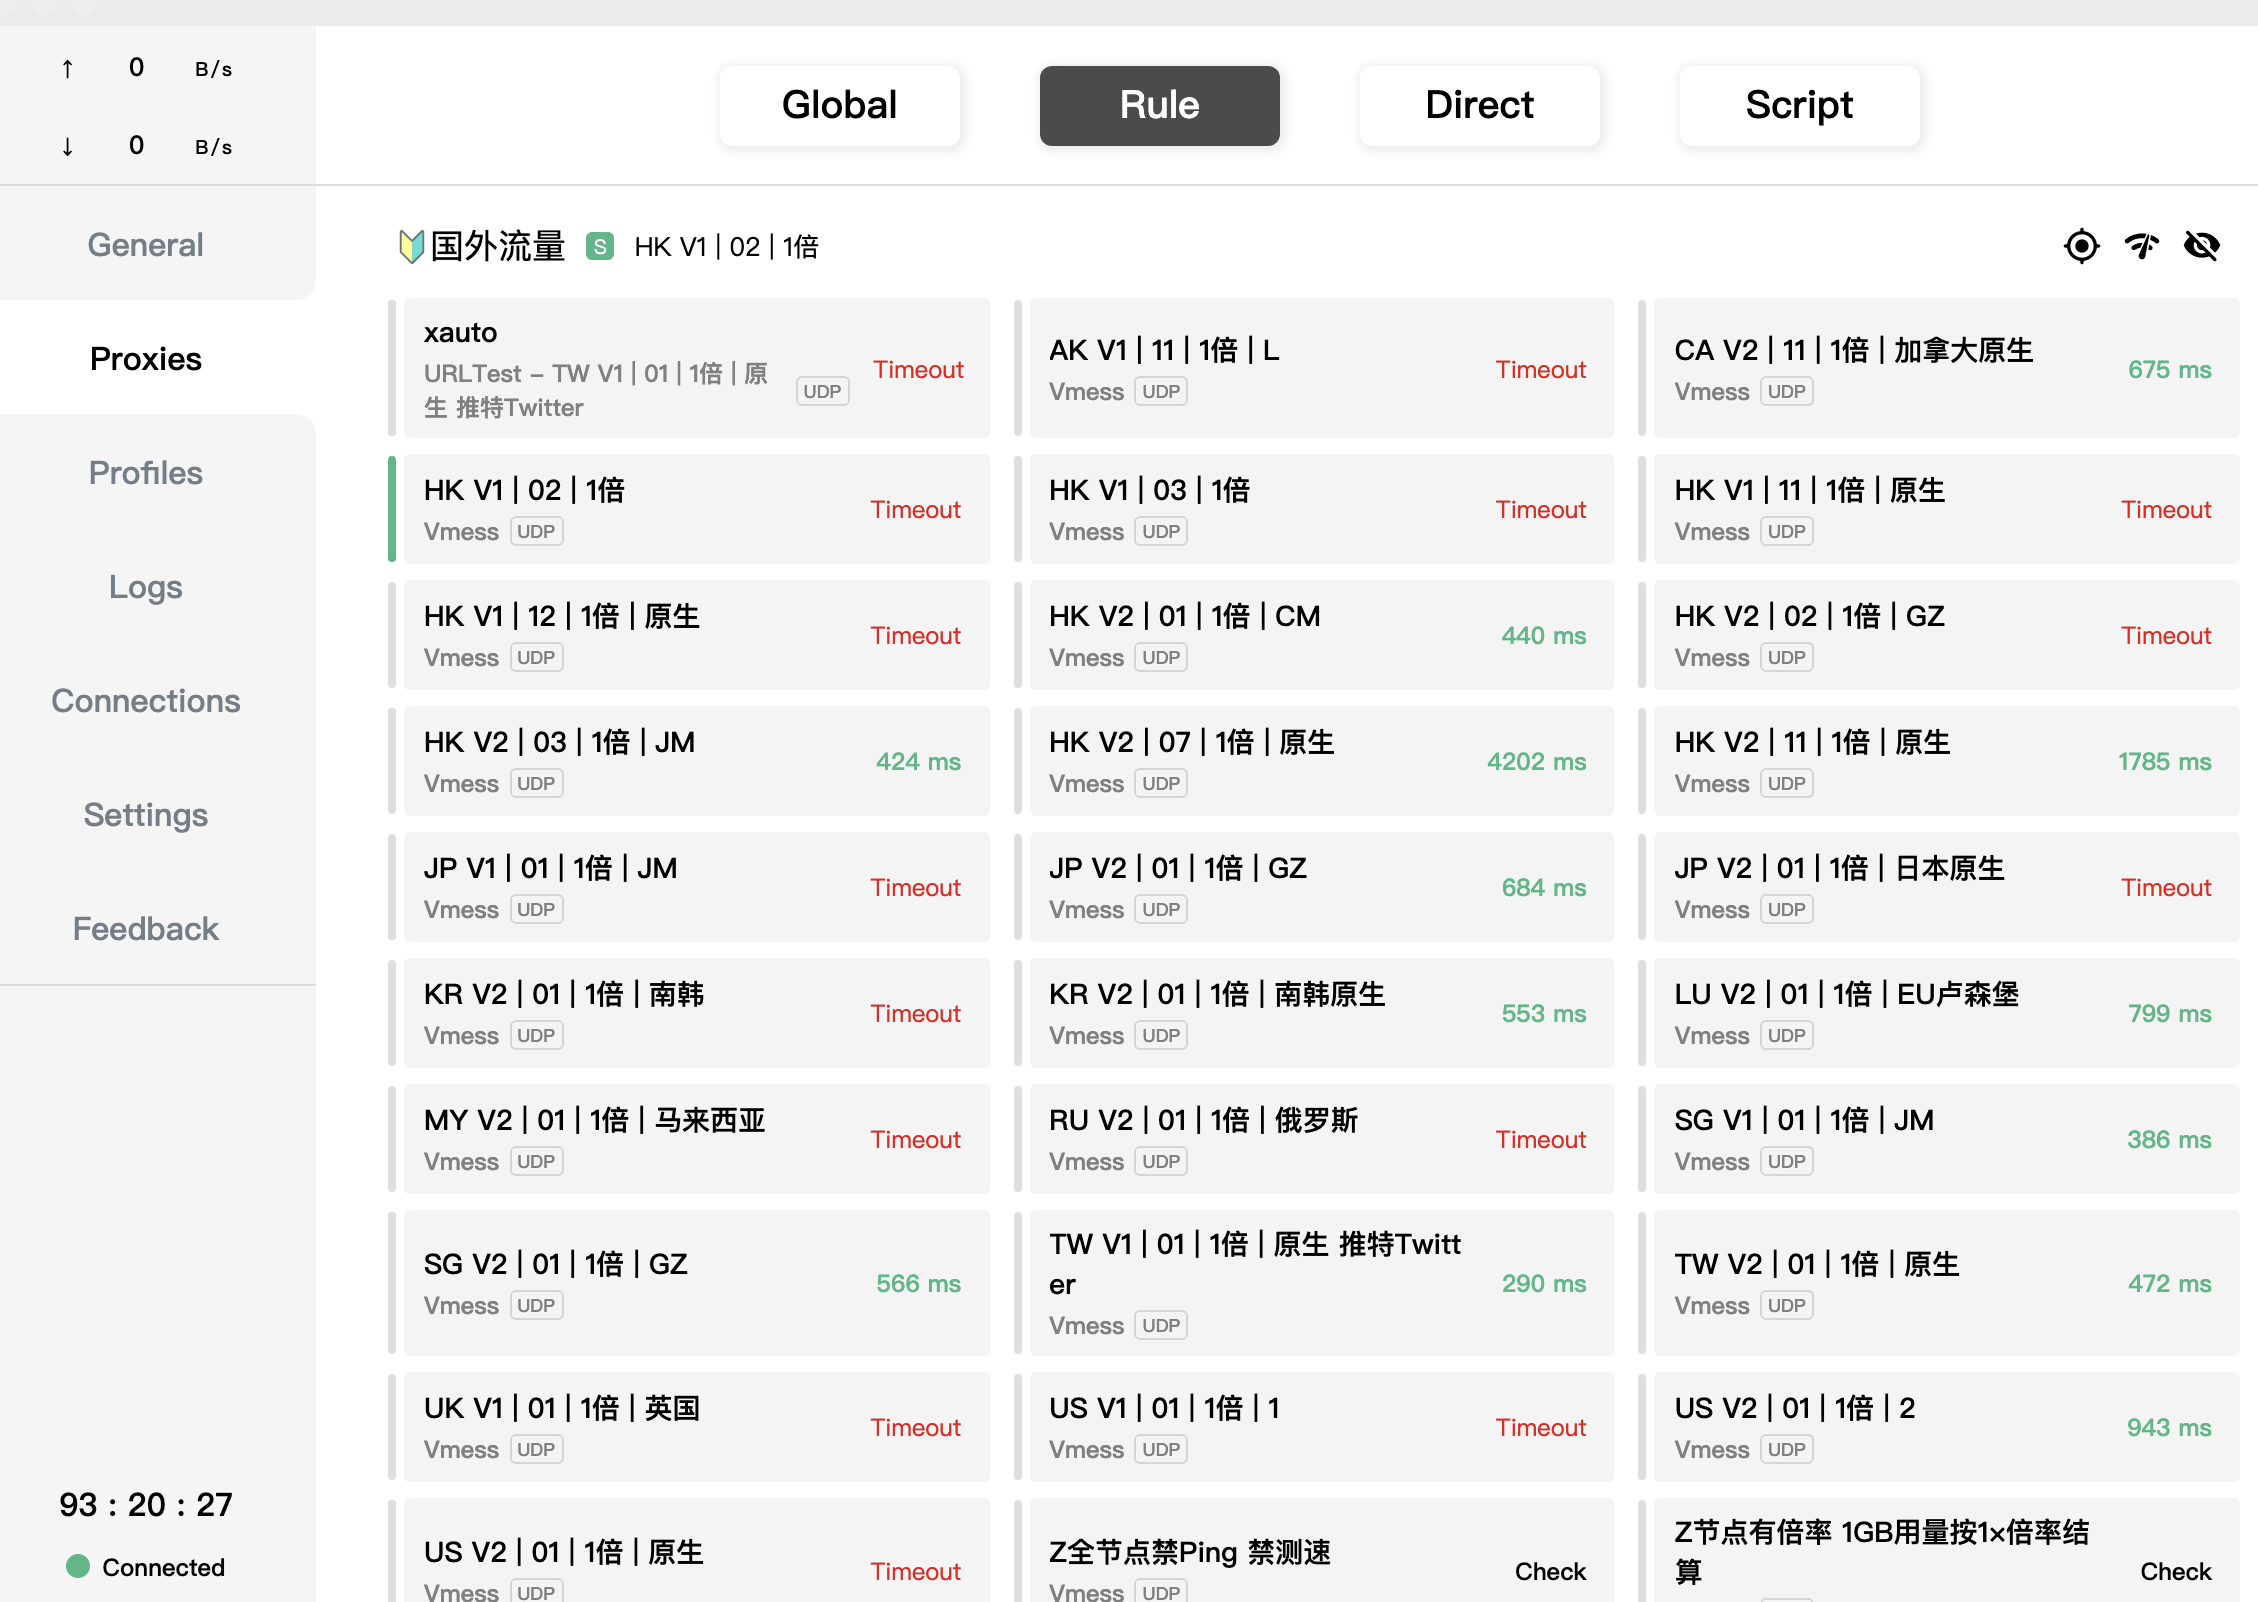 ↑ 0 B/s
↓ 0 B/s
Global Rule Direct Script
General
Proxies
Profiles
Logs
Connections
Settings
Feedback
93 : 20 : 27
Connected
🔰国外流量 S HK V1 | 02 | 1倍
xauto
URLTest - TW V1 | 01 | 1倍 | 原
生 推特Twitter UDP
Timeout
AK V1 | 11 | 1倍 | L
Vmess UDP
Timeout
CA V2 | 11 | 1倍 | 加拿大原生
Vmess UDP
675 ms
HK V1 | 02 | 1倍
Vmess UDP
Timeout
HK V1 | 03 | 1倍
Vmess UDP
Timeout
HK V1 | 11 | 1倍 | 原生
Vmess UDP
Timeout
HK V1 | 12 | 1倍 | 原生
Vmess UDP
Timeout
HK V2 | 01 | 1倍 | CM
Vmess UDP
440 ms
HK V2 | 02 | 1倍 | GZ
Vmess UDP
Timeout
HK V2 | 03 | 1倍 | JM
Vmess UDP
424 ms
HK V2 | 07 | 1倍 | 原生
Vmess UDP
4202 ms
HK V2 | 11 | 1倍 | 原生
Vmess UDP
1785 ms
JP V1 | 01 | 1倍 | JM
Vmess UDP
Timeout
JP V2 | 01 | 1倍 | GZ
Vmess UDP
684 ms
JP V2 | 01 | 1倍 | 日本原生
Vmess UDP
Timeout
KR V2 | 01 | 1倍 | 南韩
Vmess UDP
Timeout
KR V2 | 01 | 1倍 | 南韩原生
Vmess UDP
553 ms
LU V2 | 01 | 1倍 | EU卢森堡
Vmess UDP
799 ms
MY V2 | 01 | 1倍 | 马来西亚
Vmess UDP
Timeout
RU V2 | 01 | 1倍 | 俄罗斯
Vmess UDP
Timeout
SG V1 | 01 | 1倍 | JM
Vmess UDP
386 ms
SG V2 | 01 | 1倍 | GZ
Vmess UDP
566 ms
TW V1 | 01 | 1倍 | 原生 推特Twitt
er
Vmess UDP
290 ms
TW V2 | 01 | 1倍 | 原生
Vmess UDP
472 ms
UK V1 | 01 | 1倍 | 英国
Vmess UDP
Timeout
US V1 | 01 | 1倍 | 1
Vmess UDP
Timeout
US V2 | 01 | 1倍 | 2
Vmess UDP
943 ms
US V2 | 01 | 1倍 | 原生
Vmess UDP
Timeout
Z全节点禁Ping 禁测速
Vmess UDP
Check
Z节点有倍率 1GB用量按1×倍率结
算
Check